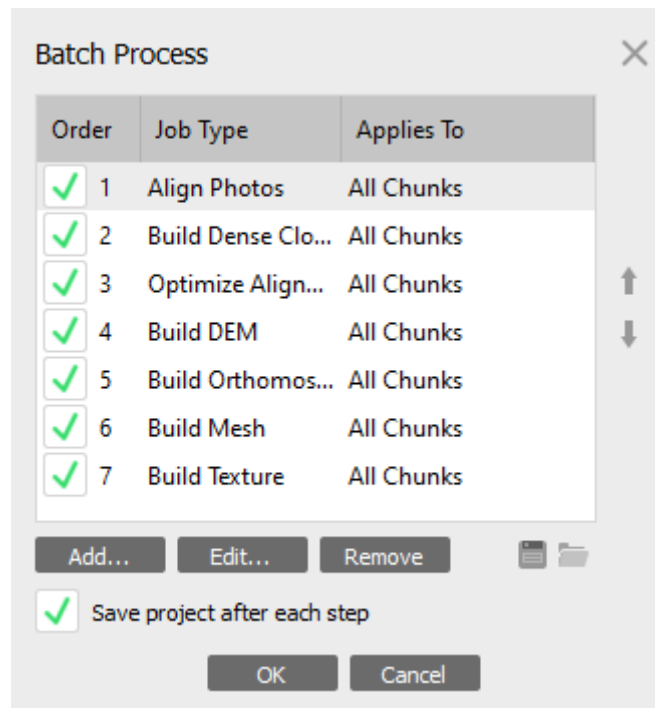 Batch Process
Order Job Type Applies To
1 Align Photos All Chunks
2 Build Dense Clo... All Chunks
3 Optimize Align... All Chunks
4 Build DEM All Chunks
5 Build Orthomos... All Chunks
6 Build Mesh All Chunks
7 Build Texture All Chunks
Add... Edit... Remove
Save project after each step
OK Cancel